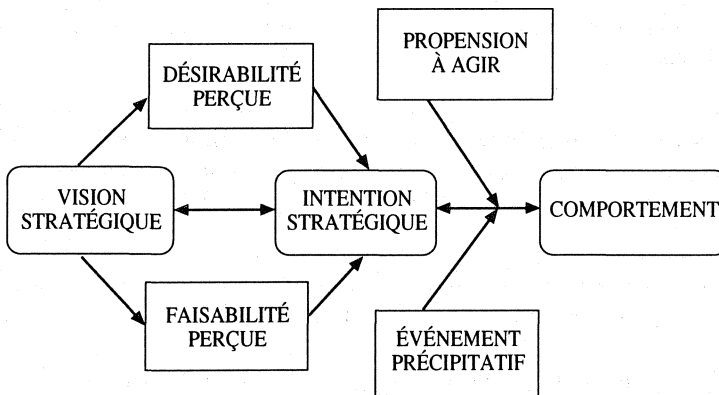 PROPENSION
À AGIR
DÉSIRABILITÉ
PERÇUE
VISION
STRATÉGIQUE
INTENTION
STRATÉGIQUE
COMPORTEMENT
FAISABILITÉ
PERÇUE
ÉVÉNEMENT
PRÉCIPITATIF